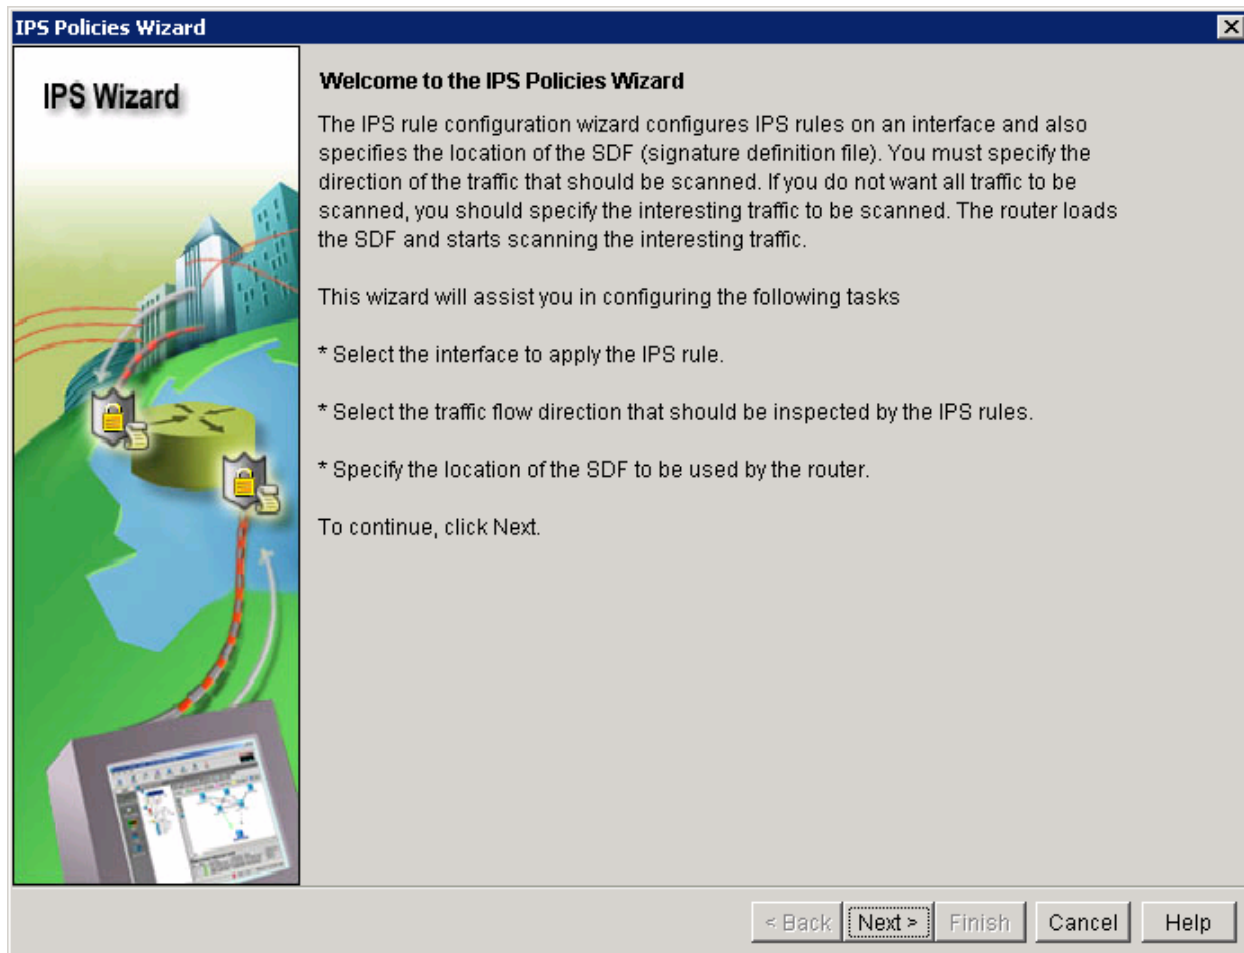 IPS Policies Wizard
IPS Wizard
Welcome to the IPS Policies Wizard
The IPS rule configuration wizard configures IPS rules on an interface and also
specifies the location of the SDF (signature definition file). You must specify the
direction of the traffic that should be scanned. If you do not want all traffic to be
scanned, you should specify the interesting traffic to be scanned. The router loads
the SDF and starts scanning the interesting traffic.
This wizard will assist you in configuring the following tasks
* Select the interface to apply the IPS rule.
* Select the traffic flow direction that should be inspected by the IPS rules.
* Specify the location of the SDF to be used by the router.
To continue, click Next.
< Back Next > Finish Cancel Help